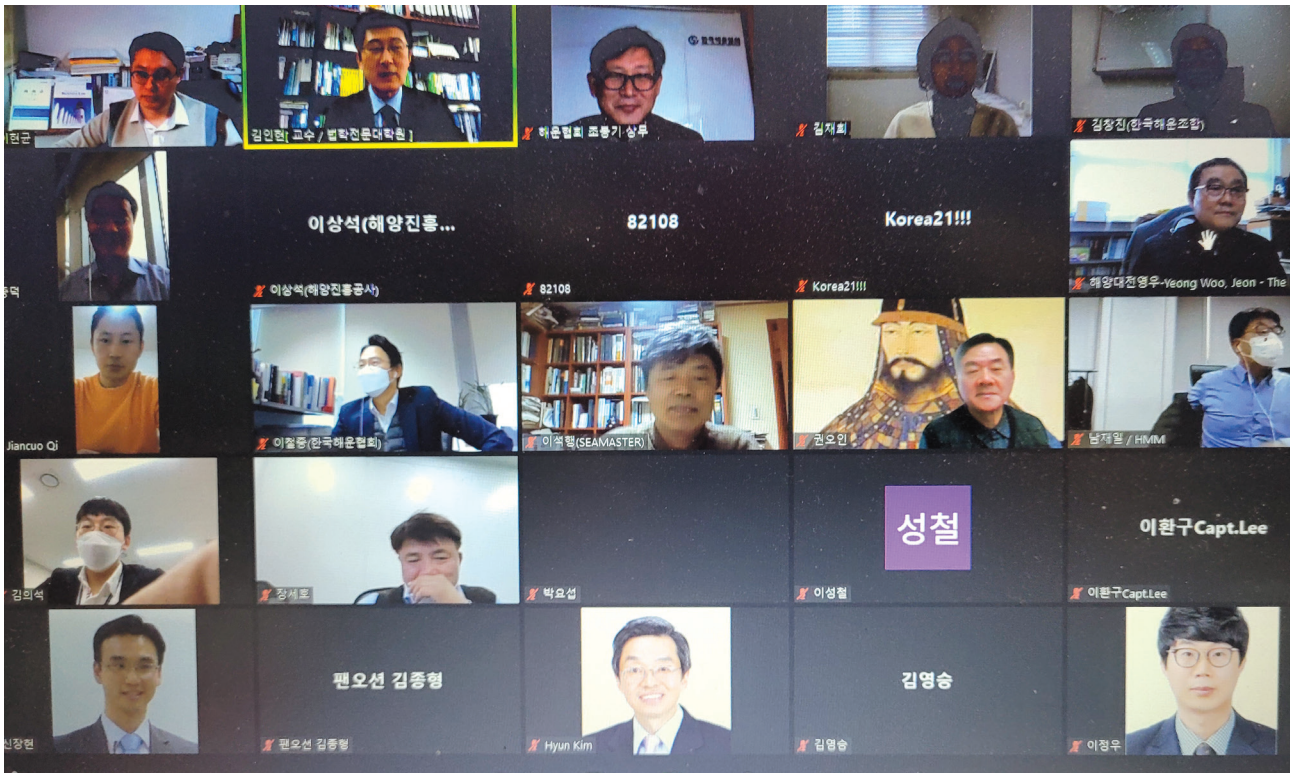 이현균
김인현[ 교수 / 법학전문대학원 ]
해운협회 조봉기 상무
김재희
김창진(한국해운조합)
이상석(해양진흥...
82108
Korea21!!!
이상석(해양진흥공사)
82108
Korea21!!!
해양대전영우-Yeong Woo, Jeon - The
Jiancuo Qi
이철중(한국해운협회)
이석행(SEAMASTER)
권오인
남재일 / HMM
성철
이환구Capt.Lee
김의석
장세호
박요섭
이성철
이환구Capt.Lee
팬오션 김종형
김영승
신장현
팬오션 김종형
Hyun Kim
김영승
이정우